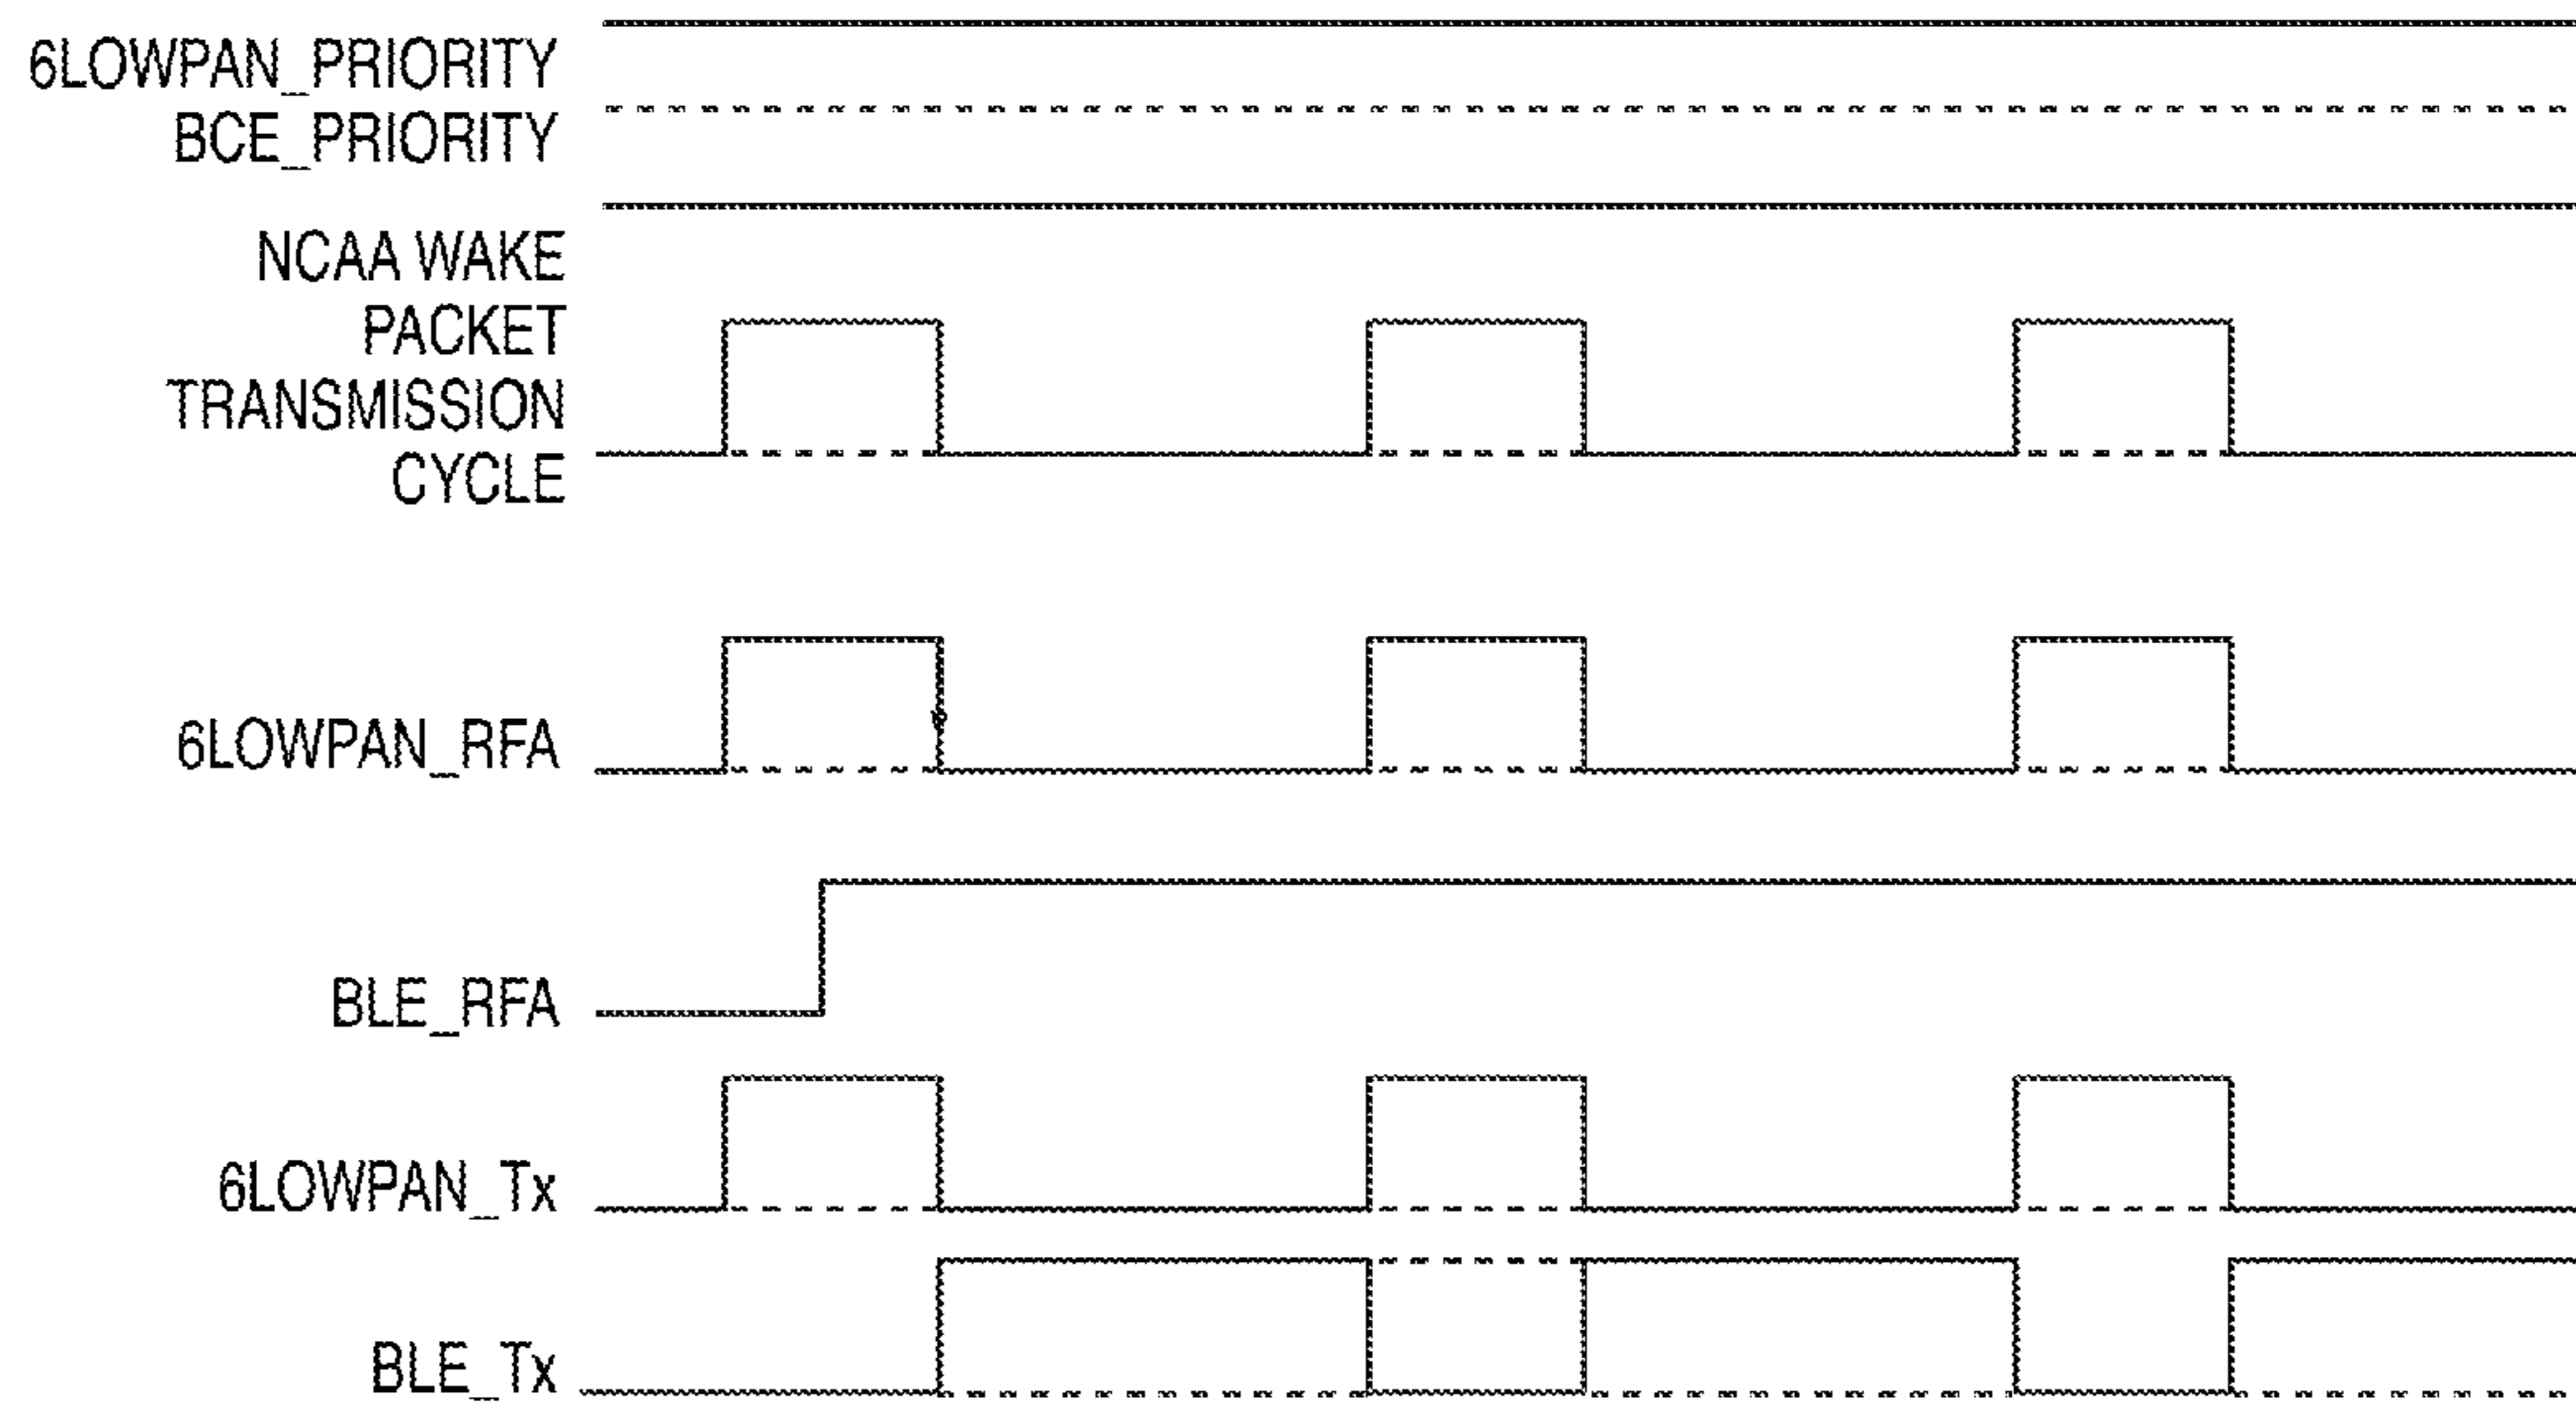 6LOWPAN_PRIORITY
BCE_PRIORITY
NCAA WAKE
PACKET
TRANSMISSION
CYCLE
6LOWPAN_RFA
BLE_RFA
6LOWPAN_Tx
BLE_Tx